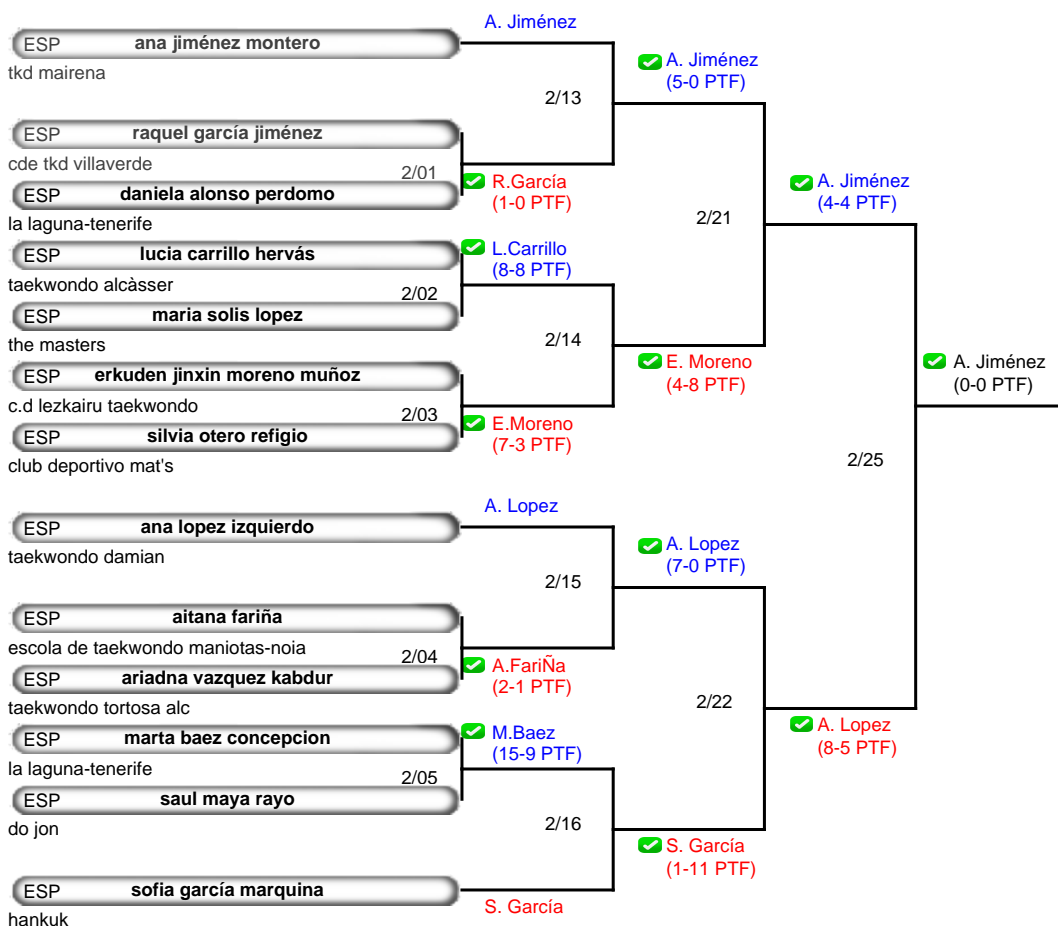 A. Jiménez
ESP ana jiménez montero
tkd mairena
A. Jiménez
(5-0 PTF)
2/13
ESP raquel garcía jiménez
cde tkd villaverde
2/01
R.García
(1-0 PTF)
ESP daniela alonso perdomo
la laguna-tenerife
A. Jiménez
(4-4 PTF)
2/21
ESP lucia carrillo hervás
taekwondo alcàsser
L.Carrillo
(8-8 PTF)
2/02
ESP maria solis lopez
the masters
2/14
E. Moreno
(4-8 PTF)
ESP erkuden jinxin moreno muñoz
c.d lezkairu taekwondo
2/03
E.Moreno
(7-3 PTF)
ESP silvia otero refigio
club deportivo mat's
A. Jiménez
(0-0 PTF)
2/25
A. Lopez
ESP ana lopez izquierdo
taekwondo damian
A. Lopez
(7-0 PTF)
2/15
ESP aitana fariña
escola de taekwondo maniotas-noia
2/04
A.FariÑa
(2-1 PTF)
ESP ariadna vazquez kabdur
taekwondo tortosa alc
2/22
A. Lopez
(8-5 PTF)
ESP marta baez concepcion
la laguna-tenerife
M.Baez
(15-9 PTF)
2/05
ESP saul maya rayo
do jon
2/16
S. García
(1-11 PTF)
ESP sofia garcía marquina
hankuk
S. García